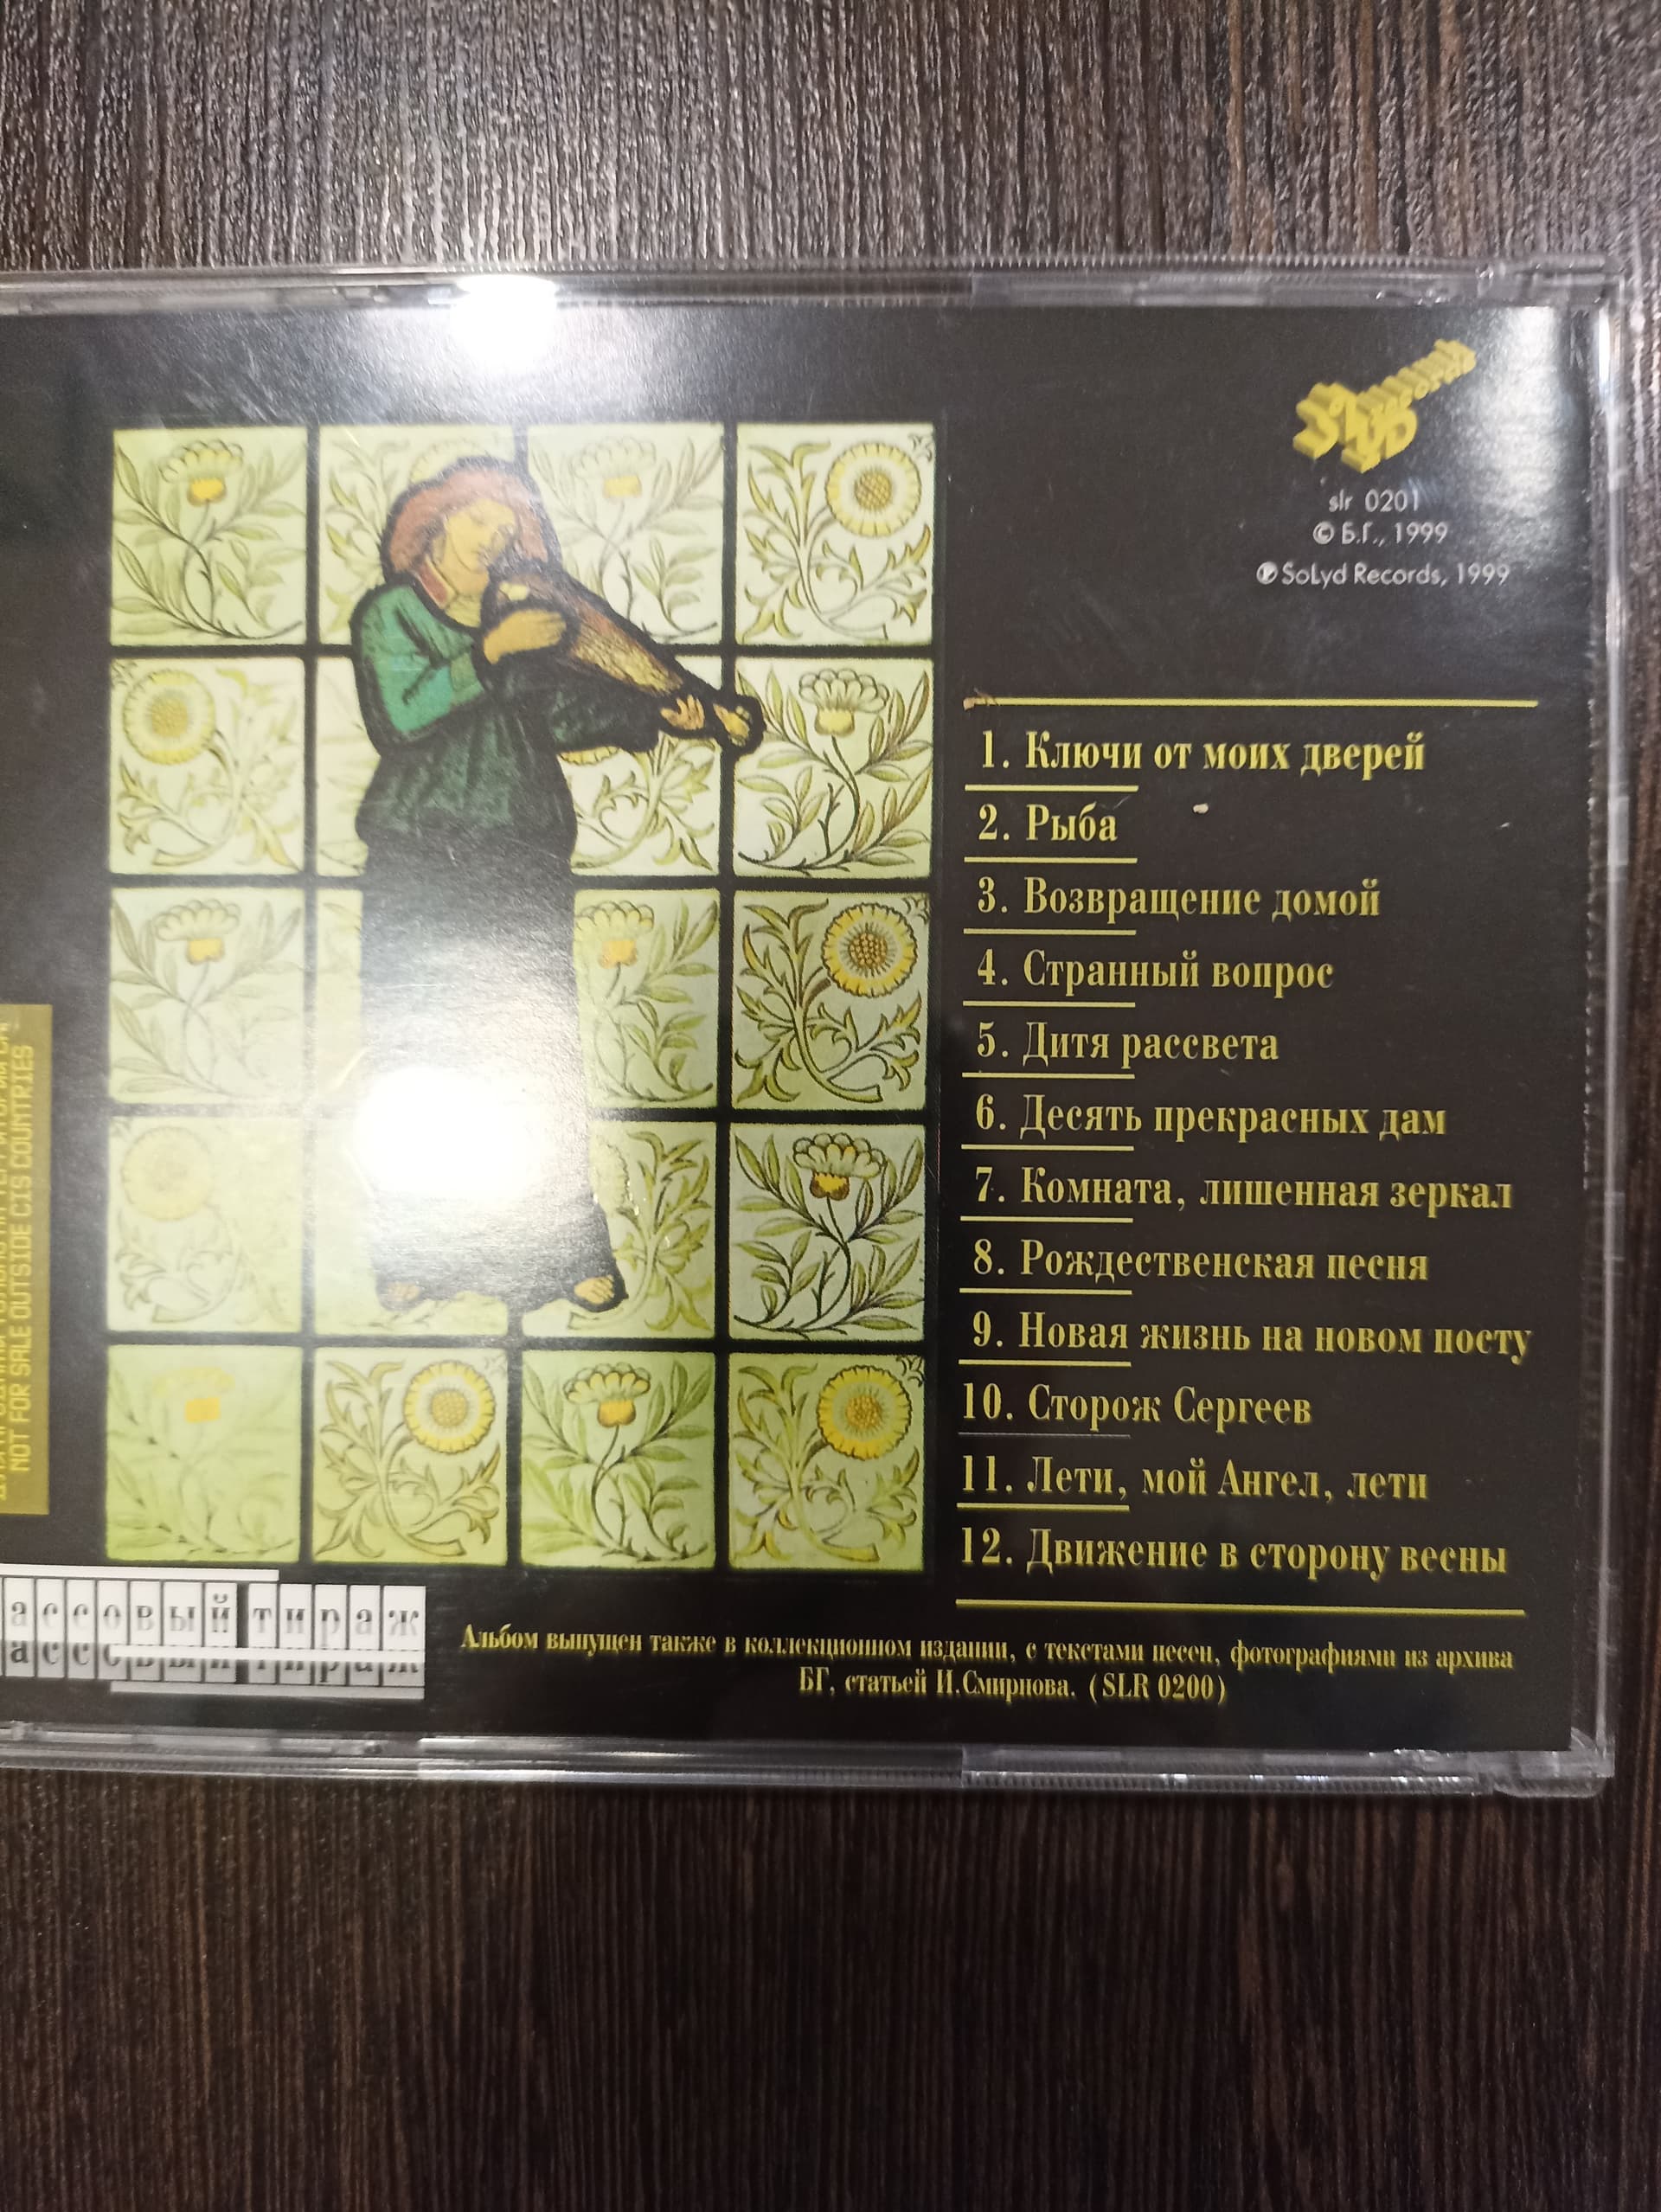 SoLyd Records
slr 0201
© Б.Г., 1999
℗ SoLyd Records, 1999
1. Ключи от моих дверей
2. Рыба
3. Возвращение домой
4. Странный вопрос
5. Дитя рассвета
6. Десять прекрасных дам
7. Комната, лишенная зеркал
8. Рождественская песня
9. Новая жизнь на новом посту
10. Сторож Сергеев
11. Лети, мой Ангел, лети
12. Движение в сторону весны
Альбом выпущен также в коллекционном издании, с текстами песен, фотографиями из архива
БГ, статьей И.Смирнова. (SLR 0200)
ассовый тираж
NOT FOR SALE OUTSIDE CIS COUNTRIES